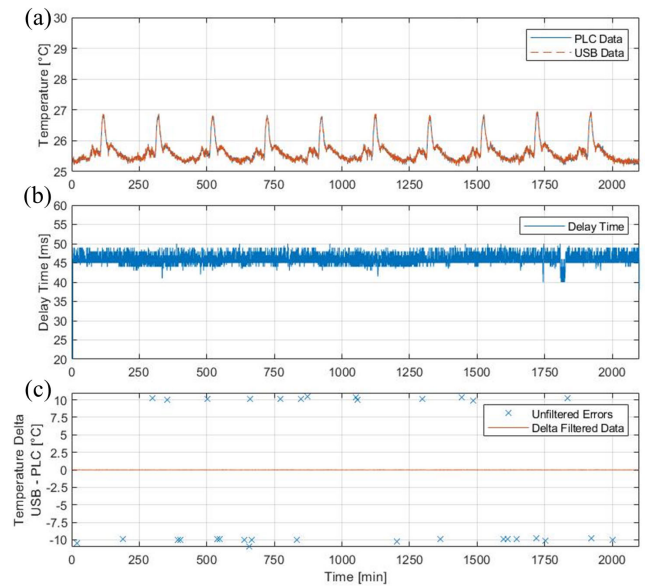 (a)
30
29
28
27
26
25
Temperature [°C]
PLC Data
USB Data
0 250 500 750 1000 1250 1500 1750 2000
(b)
60
55
50
45
40
35
30
25
20
Delay Time [ms]
Delay Time
0 250 500 750 1000 1250 1500 1750 2000
(c)
10
7.5
5
2.5
0
-2.5
-5
-7.5
-10
Temperature Delta
USB - PLC [°C]
Unfiltered Errors
Delta Filtered Data
0 250 500 750 1000 1250 1500 1750 2000
Time [min]